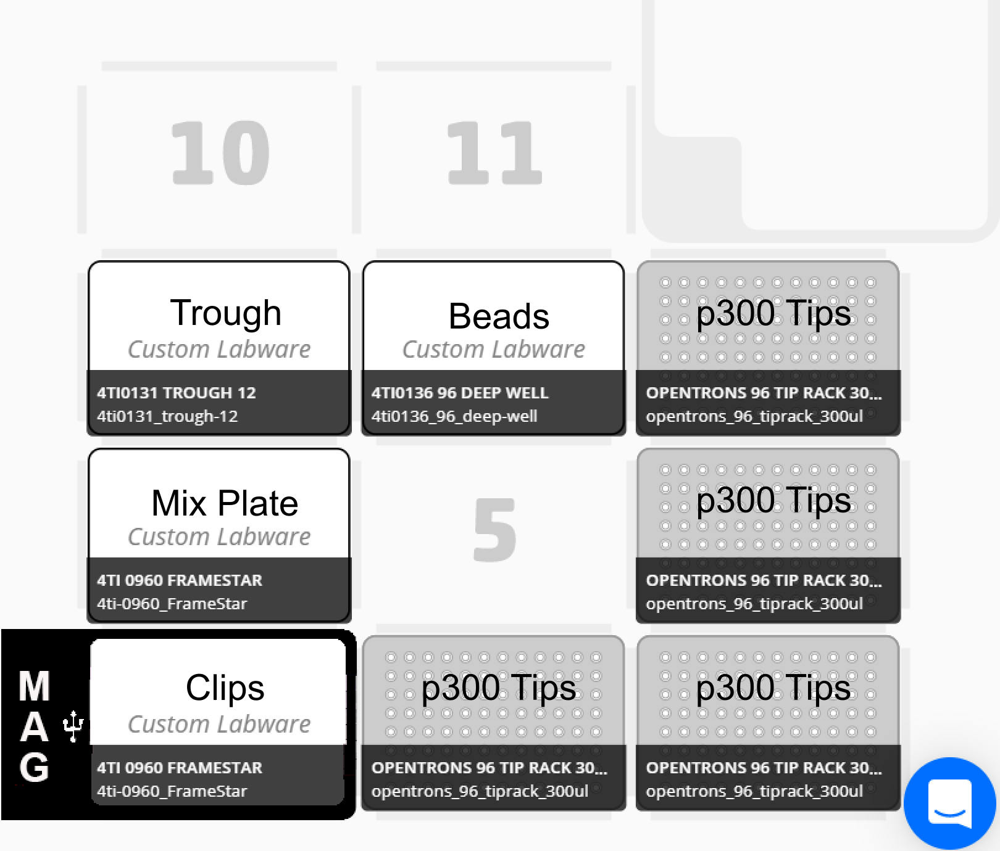 10
11
Trough
Custom Labware
4TI0131 TROUGH 12
4ti0131_trough-12
Beads
Custom Labware
4TI0136 96 DEEP WELL
4ti0136_96_deep-well
p300 Tips
OPENTRONS 96 TIP RACK 30...
opentrons_96_tiprack_300ul
Mix Plate
Custom Labware
4TI 0960 FRAMESTAR
4ti-0960_FrameStar
5
p300 Tips
OPENTRONS 96 TIP RACK 30...
opentrons_96_tiprack_300ul
MAG
Clips
Custom Labware
4TI 0960 FRAMESTAR
4ti-0960_FrameStar
p300 Tips
OPENTRONS 96 TIP RACK 30...
opentrons_96_tiprack_300ul
p300 Tips
OPENTRONS 96 TIP RACK 30...
opentrons_96_tiprack_300ul